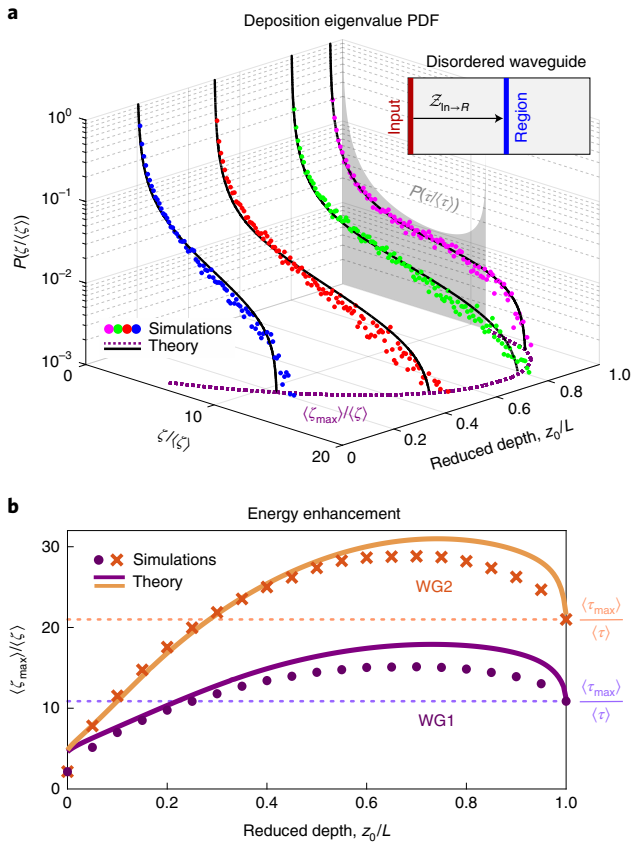 a
Deposition eigenvalue PDF
Disordered waveguide
Input
𝒵In→R
Region
P(τ/⟨τ⟩)
P(ζ/⟨ζ⟩)
10⁰
10⁻¹
10⁻²
10⁻³
Simulations
Theory
⟨ζmax⟩/⟨ζ⟩
0
10
20
ζ/⟨ζ⟩
0
0.2
0.4
0.6
0.8
1.0
Reduced depth, z₀/L
b
Energy enhancement
Simulations
Theory
WG2
WG1
⟨τmax⟩
⟨τ⟩
⟨τmax⟩
⟨τ⟩
⟨ζmax⟩/⟨ζ⟩
30
20
10
0
0 0.2 0.4 0.6 0.8 1.0
Reduced depth, z₀/L